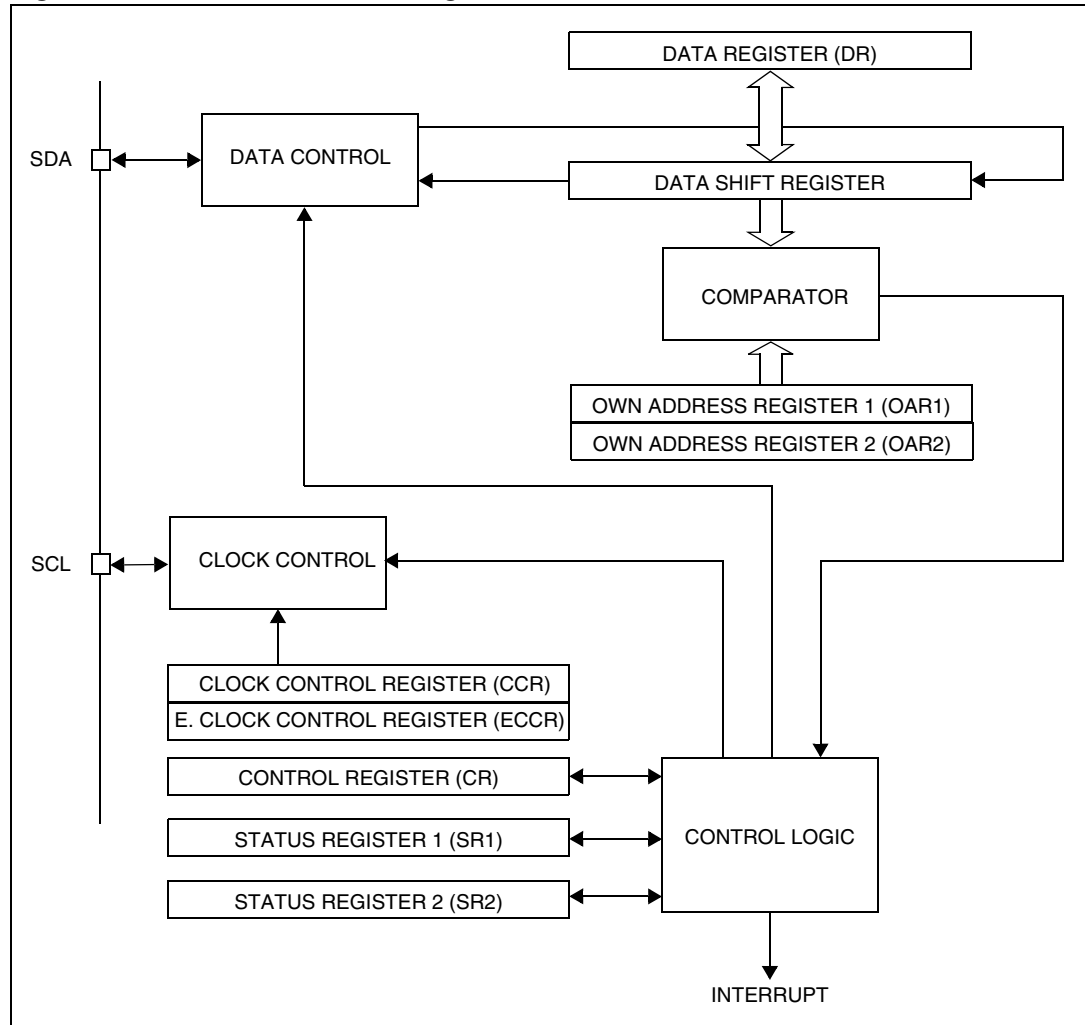 DATA REGISTER (DR)
SDA
DATA CONTROL
DATA SHIFT REGISTER
COMPARATOR
OWN ADDRESS REGISTER 1 (OAR1)
OWN ADDRESS REGISTER 2 (OAR2)
SCL
CLOCK CONTROL
CLOCK CONTROL REGISTER (CCR)
E. CLOCK CONTROL REGISTER (ECCR)
CONTROL REGISTER (CR)
STATUS REGISTER 1 (SR1)
CONTROL LOGIC
STATUS REGISTER 2 (SR2)
INTERRUPT